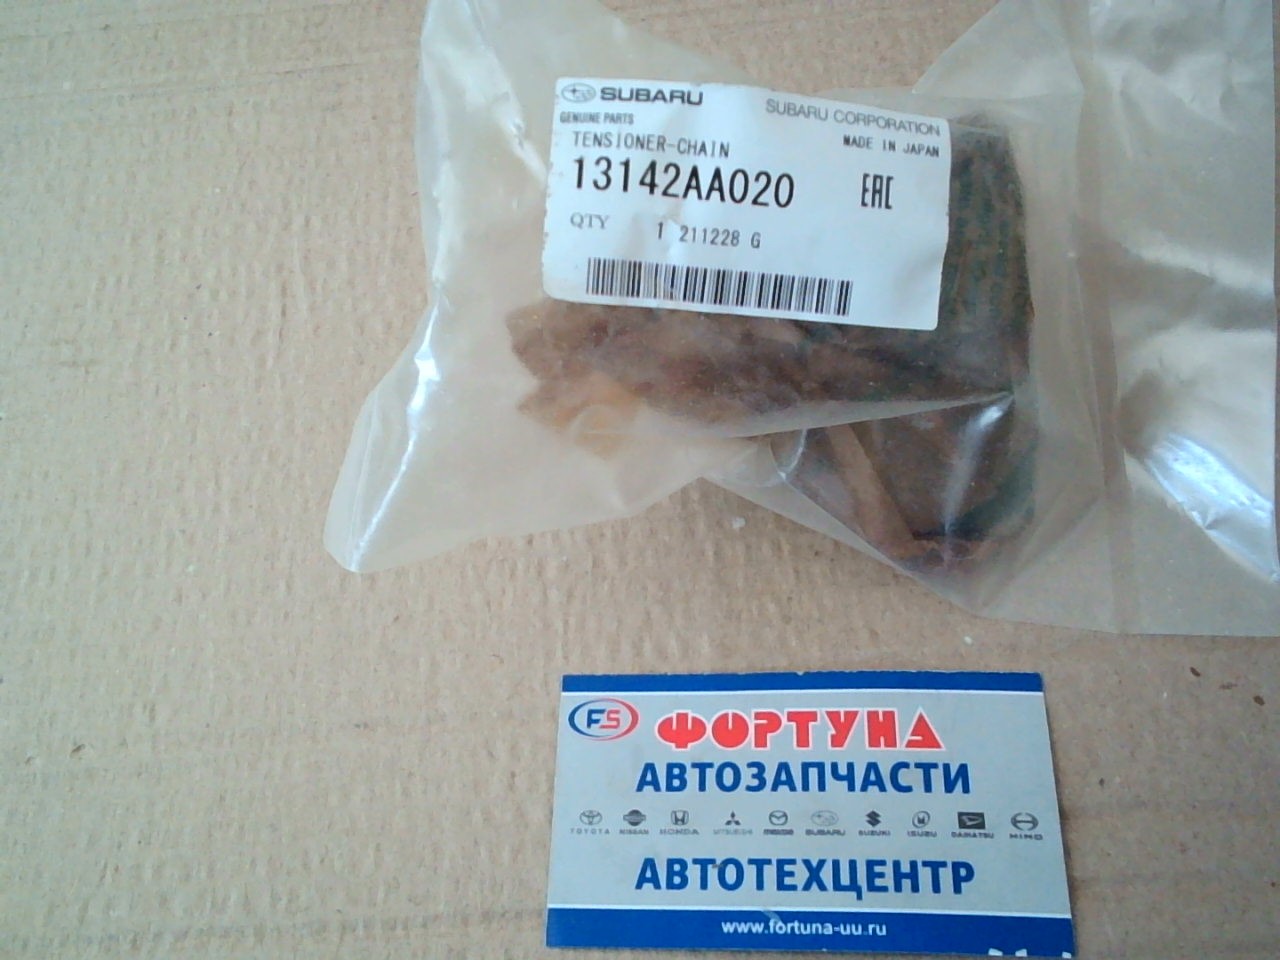 SUBARU
SUBARU CORPORATION
GENUINE PARTS
TENSIONER-CHAIN
MADE IN JAPAN
13142AA020
EAC
QTY 1 211228 G
FS ФОРТУНА
АВТОЗАПЧАСТИ
TOYOTA NISSAN HONDA MITSUBISHI MAZDA SUBARU SUZUKI ISUZU DAIHATSU HINO
АВТОТЕХЦЕНТР
www.fortuna-uu.ru